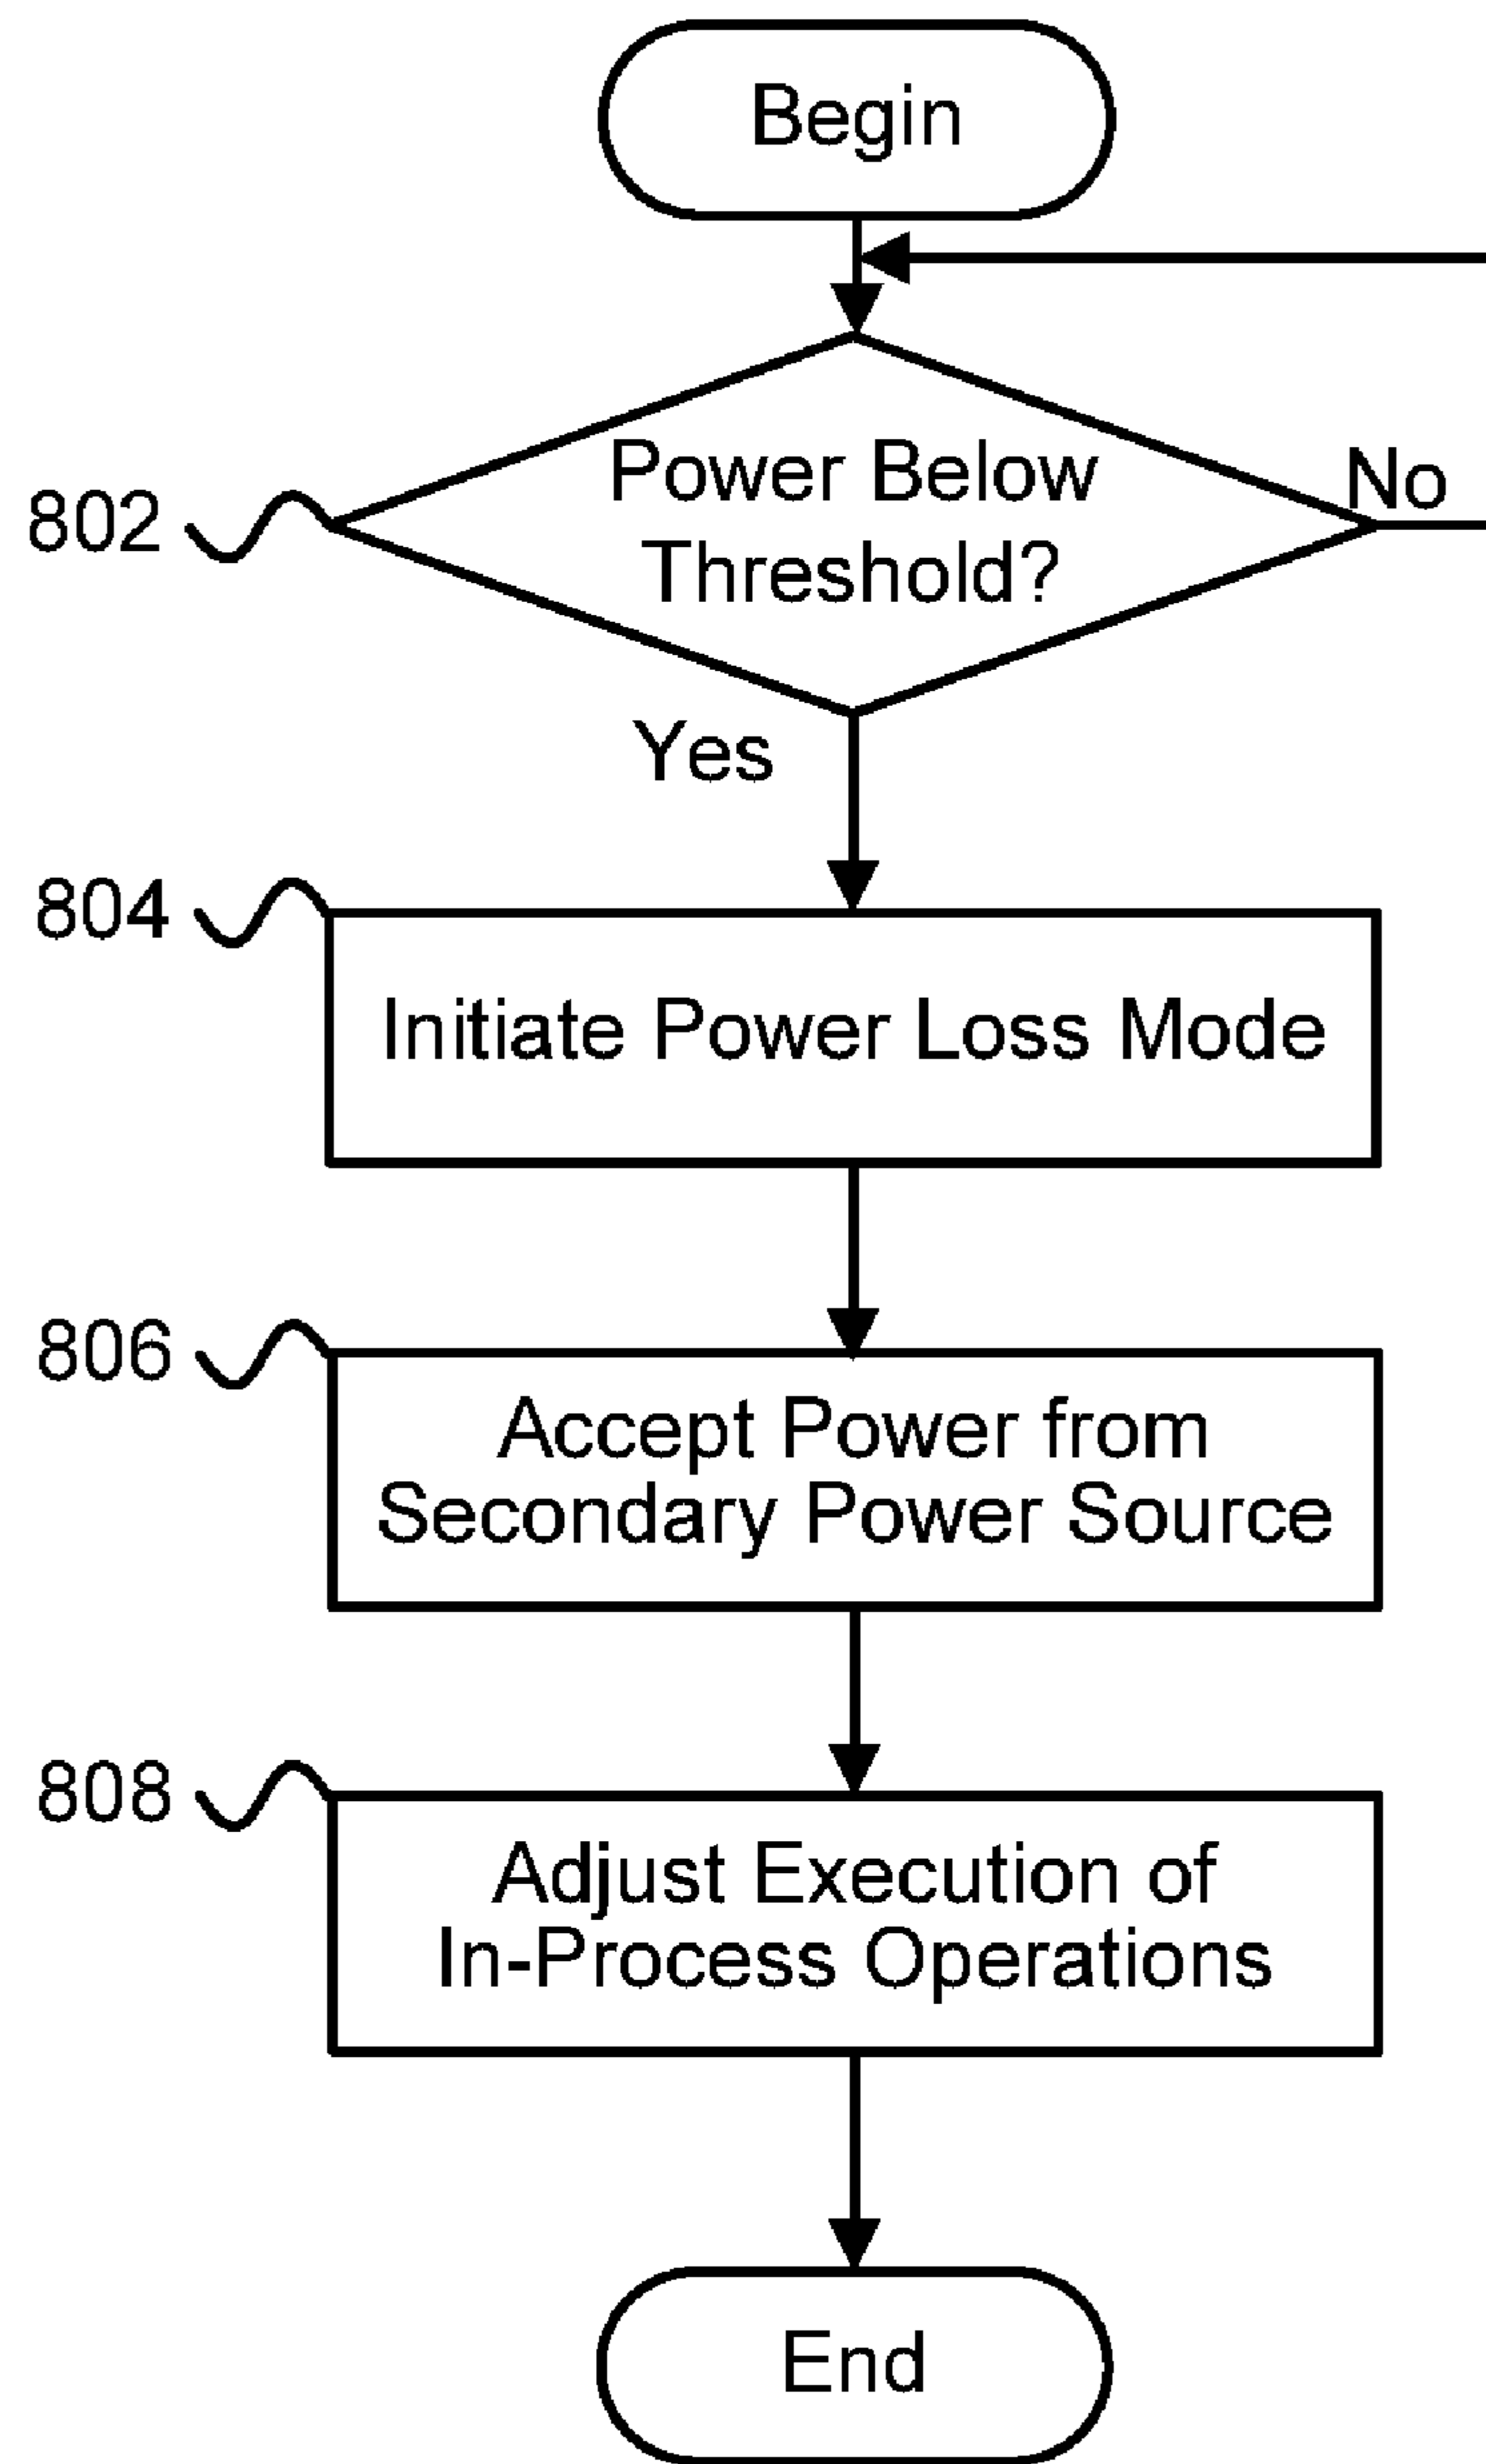 Begin
Power Below
Threshold?
802
No
Yes
804
Initiate Power Loss Mode
806
Accept Power from
Secondary Power Source
808
Adjust Execution of
In-Process Operations
End